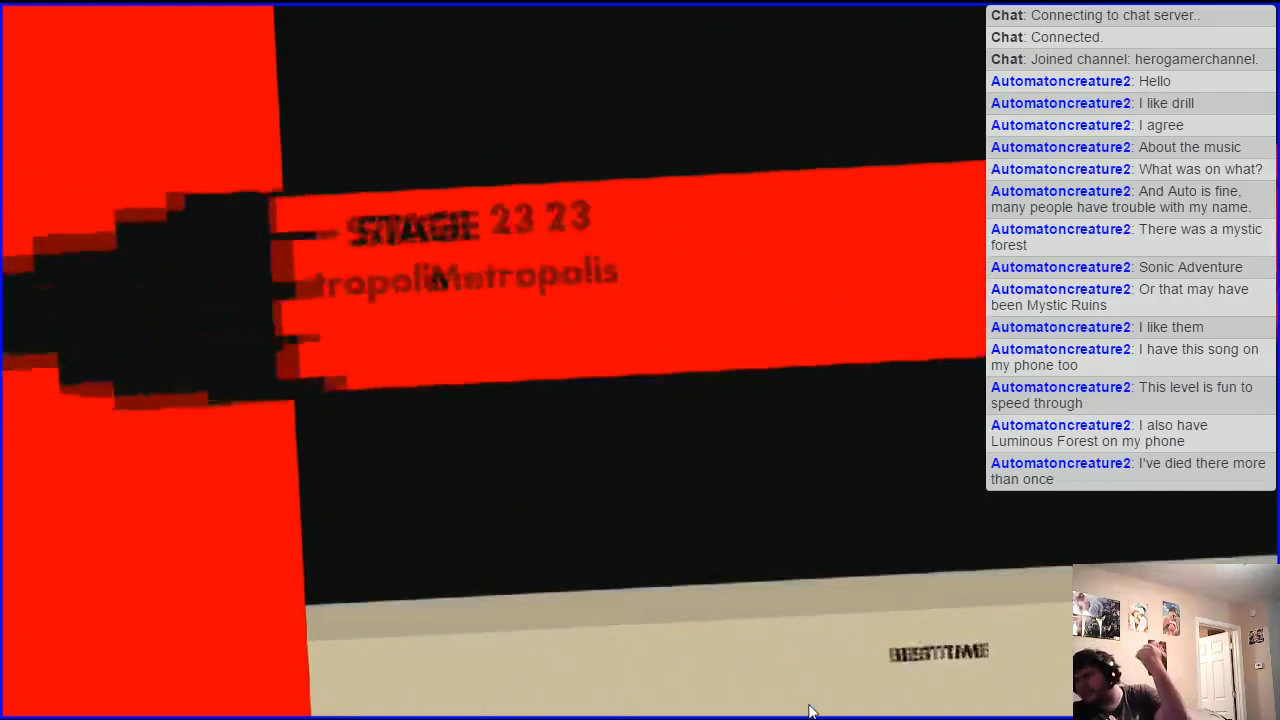 STAGE 23 23
tropolisMetropolis
BEST TIME
Chat: Connecting to chat server..
Chat: Connected.
Chat: Joined channel: herogamerchannel.
Automatoncreature2: Hello
Automatoncreature2: I like drill
Automatoncreature2: I agree
Automatoncreature2: About the music
Automatoncreature2: What was on what?
Automatoncreature2: And Auto is fine,
many people have trouble with my name.
Automatoncreature2: There was a mystic
forest
Automatoncreature2: Sonic Adventure
Automatoncreature2: Or that may have
been Mystic Ruins
Automatoncreature2: I like them
Automatoncreature2: I have this song on
my phone too
Automatoncreature2: This level is fun to
speed through
Automatoncreature2: I also have
Luminous Forest on my phone
Automatoncreature2: I've died there more
than once